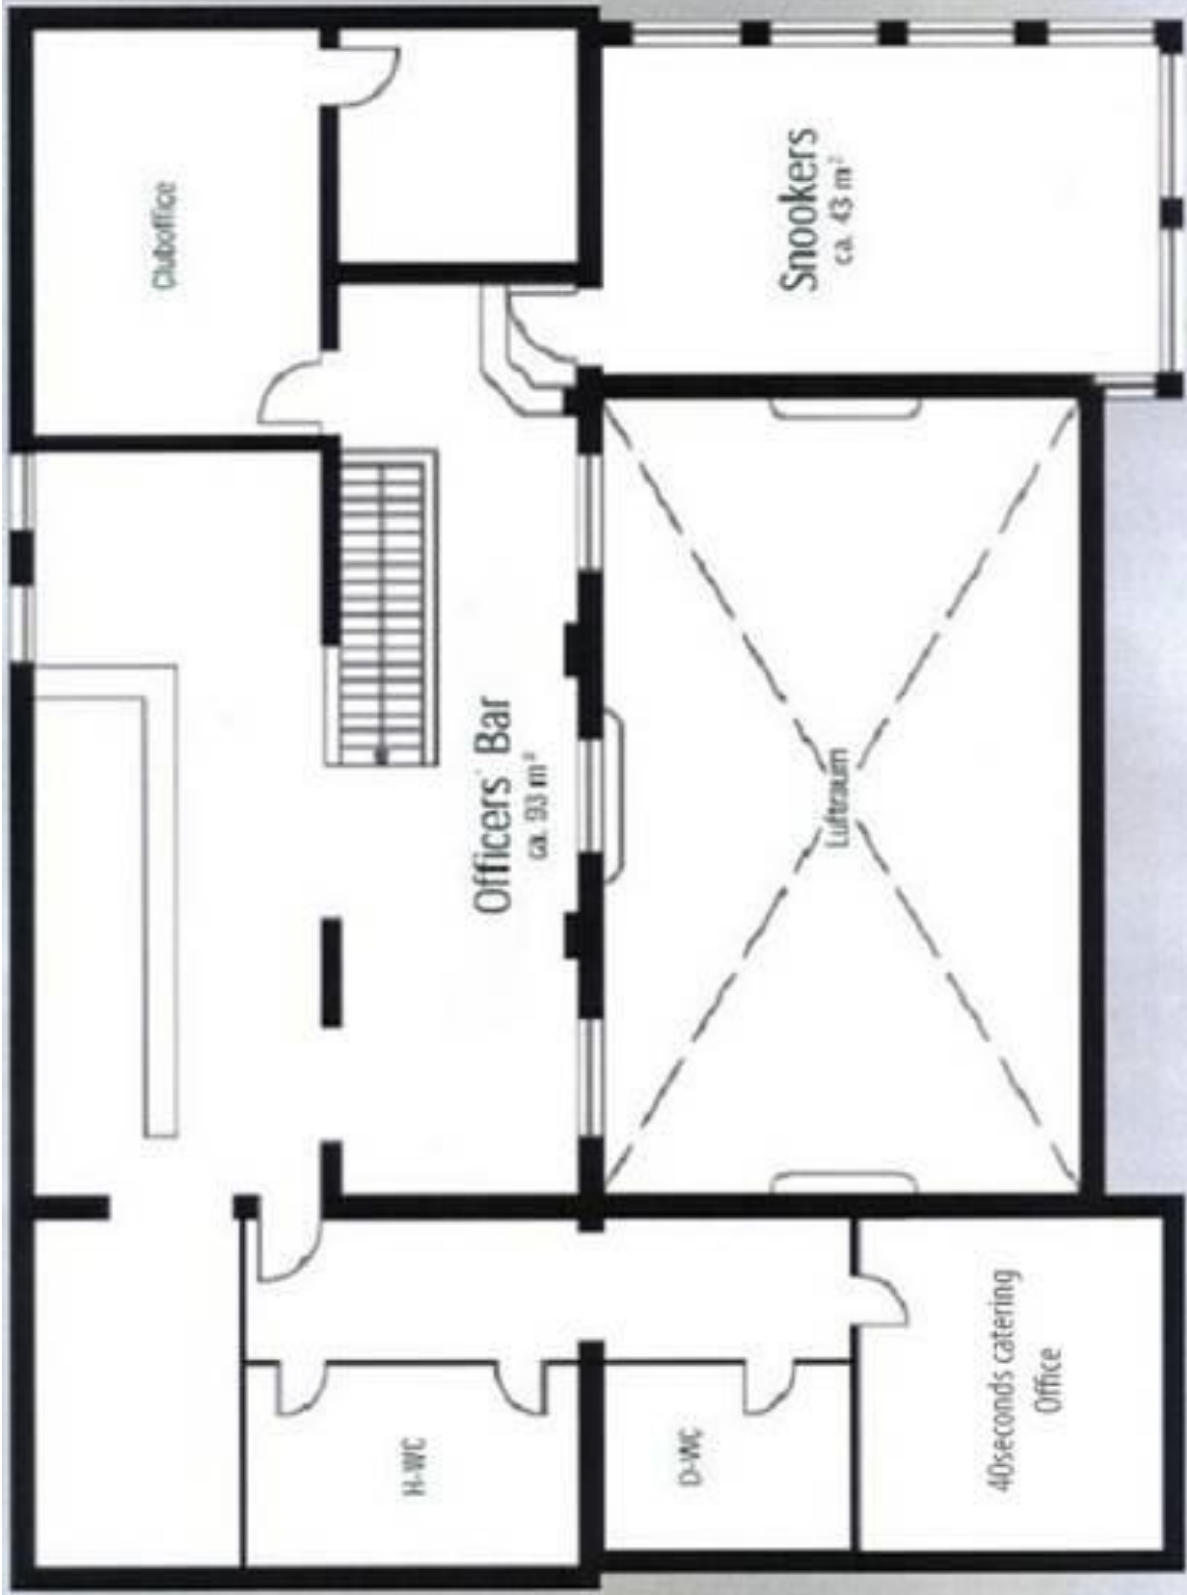 Cluboffice
Snookers
ca. 43 m²
Officers' Bar
ca. 93 m²
Luftraum
H-WC
D-WC
40seconds catering
Office